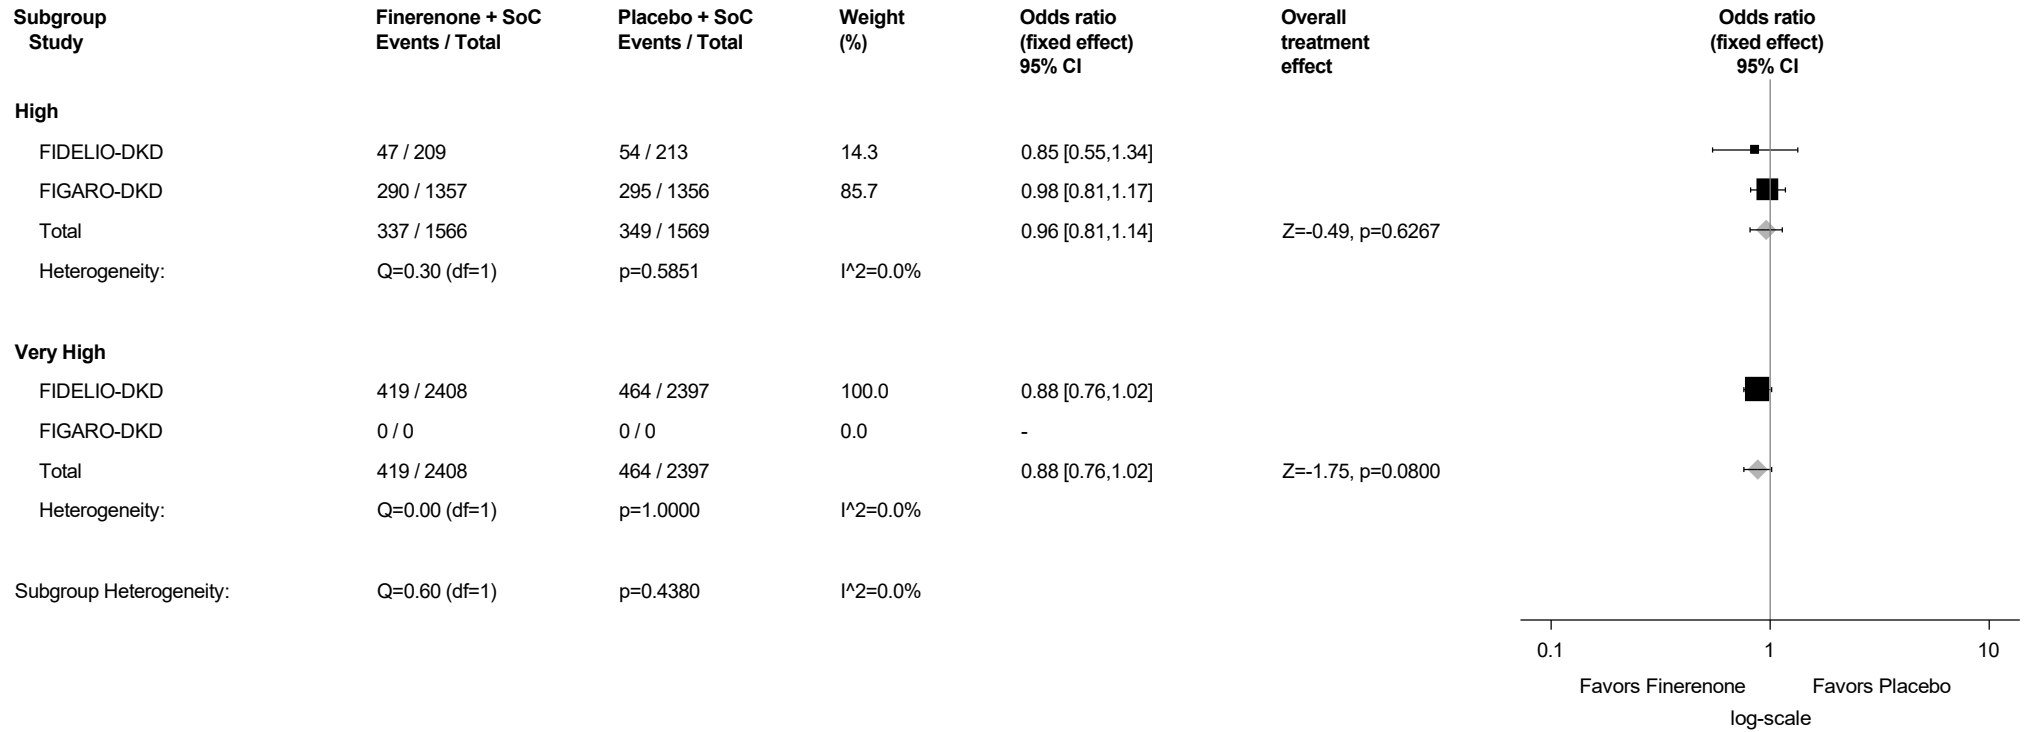 Subgroup Finerenone + SoC Placebo + SoC Weight Odds ratio Overall Odds ratio
Study Events / Total Events / Total (%) (fixed effect) treatment (fixed effect)
95% CI effect 95% CI
High
FIDELIO-DKD 47 / 209 54 / 213 14.3 0.85 [0.55,1.34]
FIGARO-DKD 290 / 1357 295 / 1356 85.7 0.98 [0.81,1.17]
Total 337 / 1566 349 / 1569 0.96 [0.81,1.14] Z=-0.49, p=0.6267
Heterogeneity: Q=0.30 (df=1) p=0.5851 I^2=0.0%
Very High
FIDELIO-DKD 419 / 2408 464 / 2397 100.0 0.88 [0.76,1.02]
FIGARO-DKD 0 / 0 0 / 0 0.0 -
Total 419 / 2408 464 / 2397 0.88 [0.76,1.02] Z=-1.75, p=0.0800
Heterogeneity: Q=0.00 (df=1) p=1.0000 I^2=0.0%
Subgroup Heterogeneity: Q=0.60 (df=1) p=0.4380 I^2=0.0%
0.1 1 10
Favors Finerenone Favors Placebo
log-scale